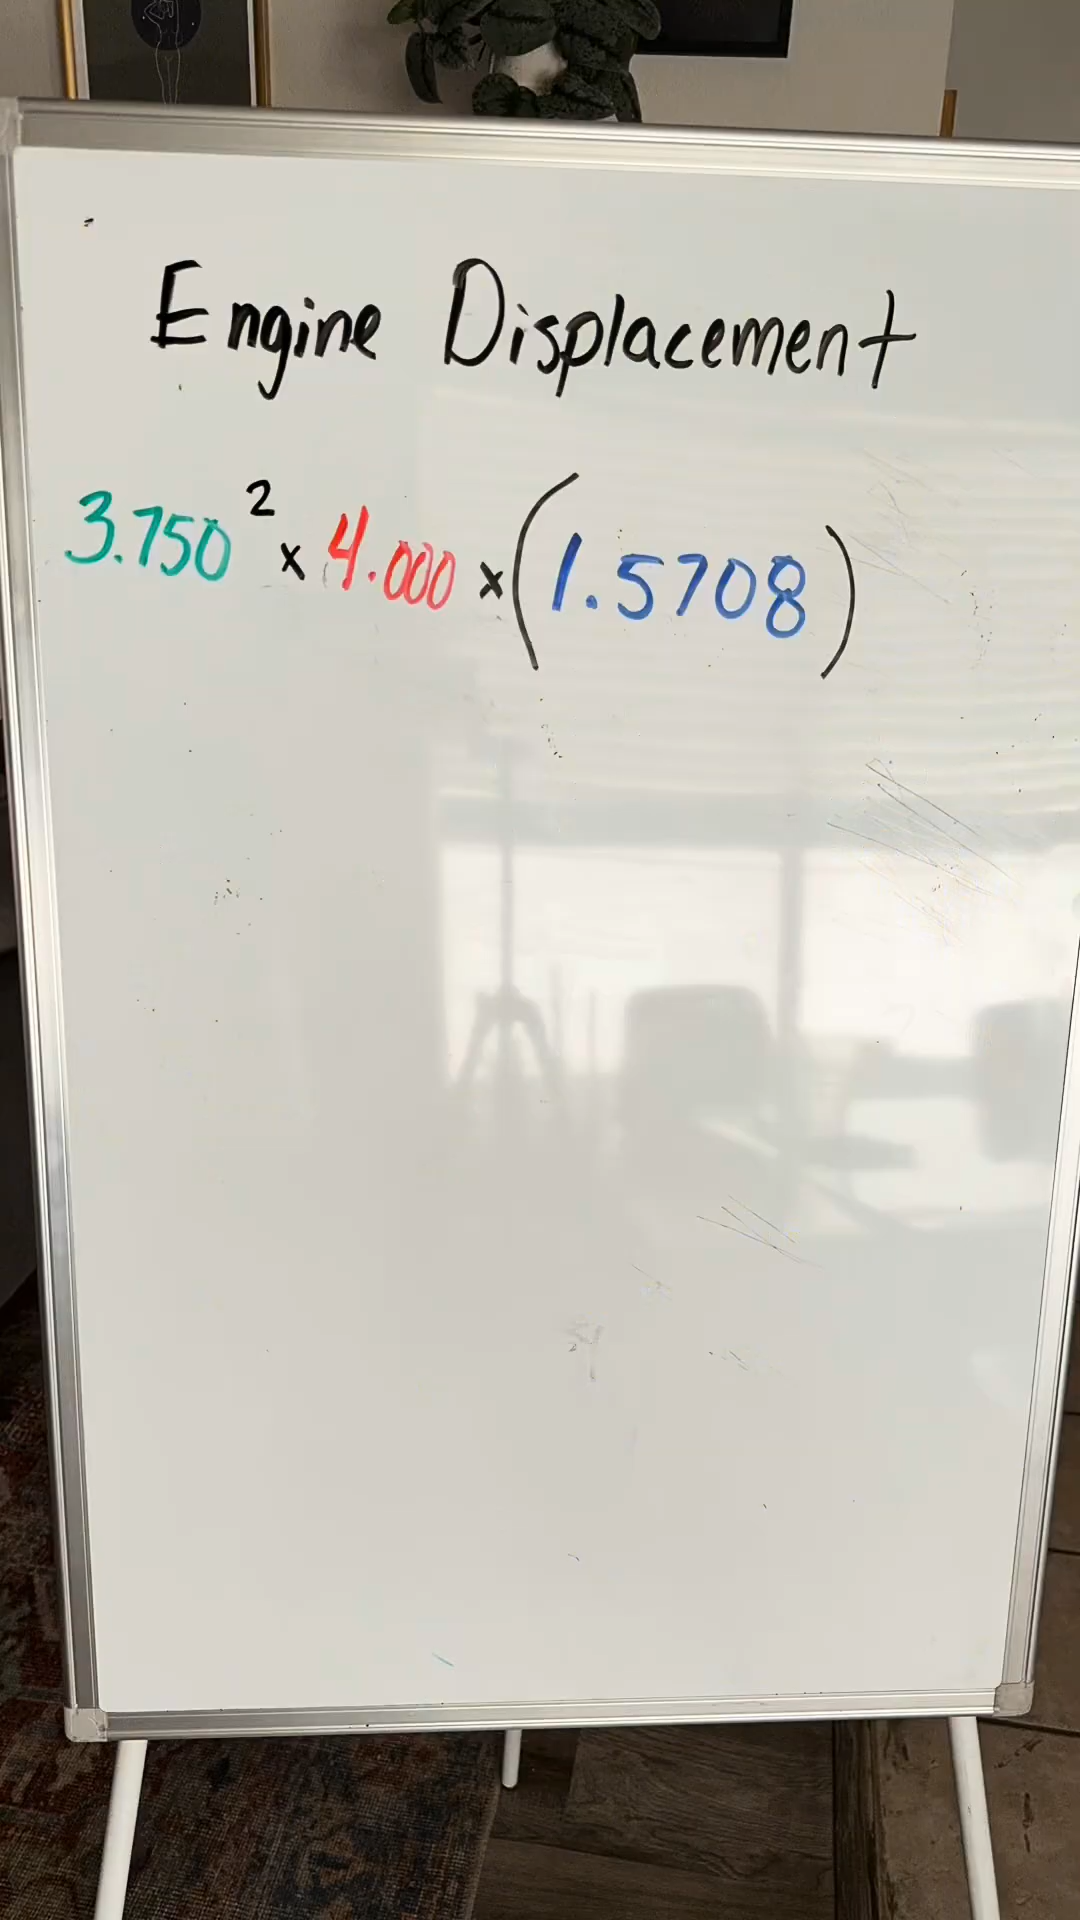 Engine Displacement
3.750² x 4.000 x (1.5708)